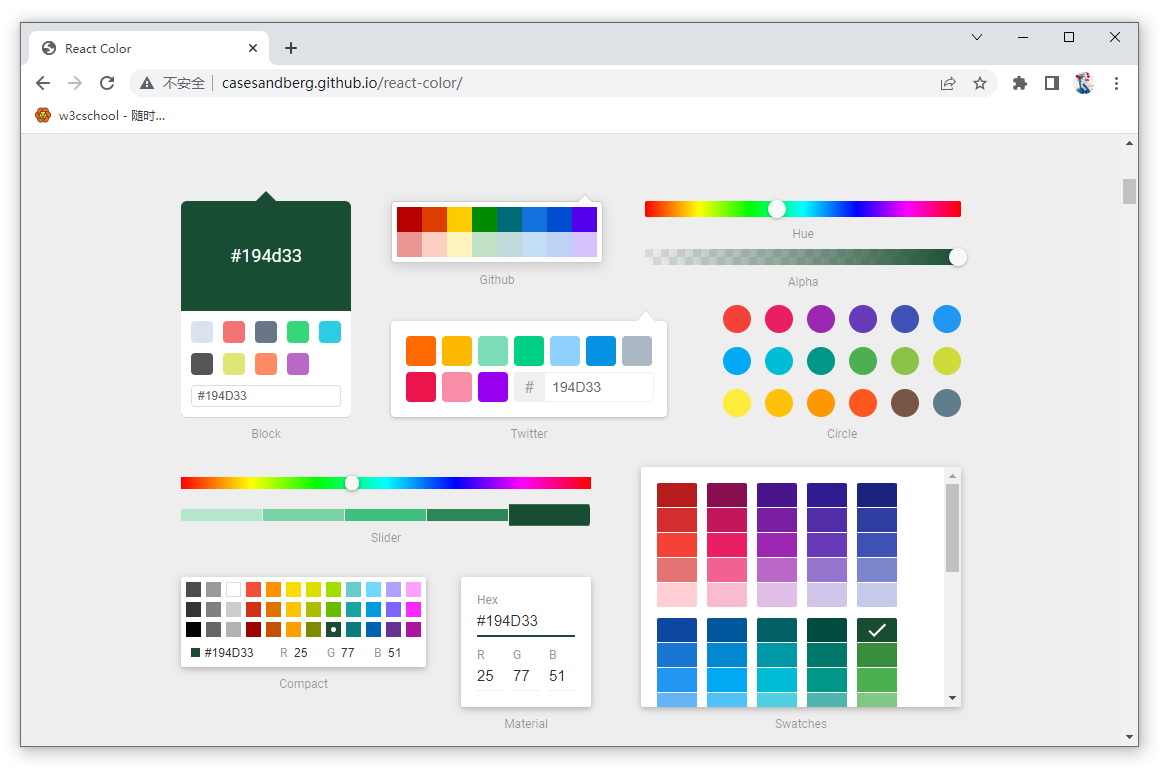 React Color
不安全 casesandberg.github.io/react-color/
w3cschool - 随时...
#194d33
#194D33
Block
Github
# 194D33
Twitter
Hue
Alpha
Circle
Slider
#194D33 R 25 G 77 B 51
Compact
Hex
#194D33
R G B
25 77 51
Material
Swatches